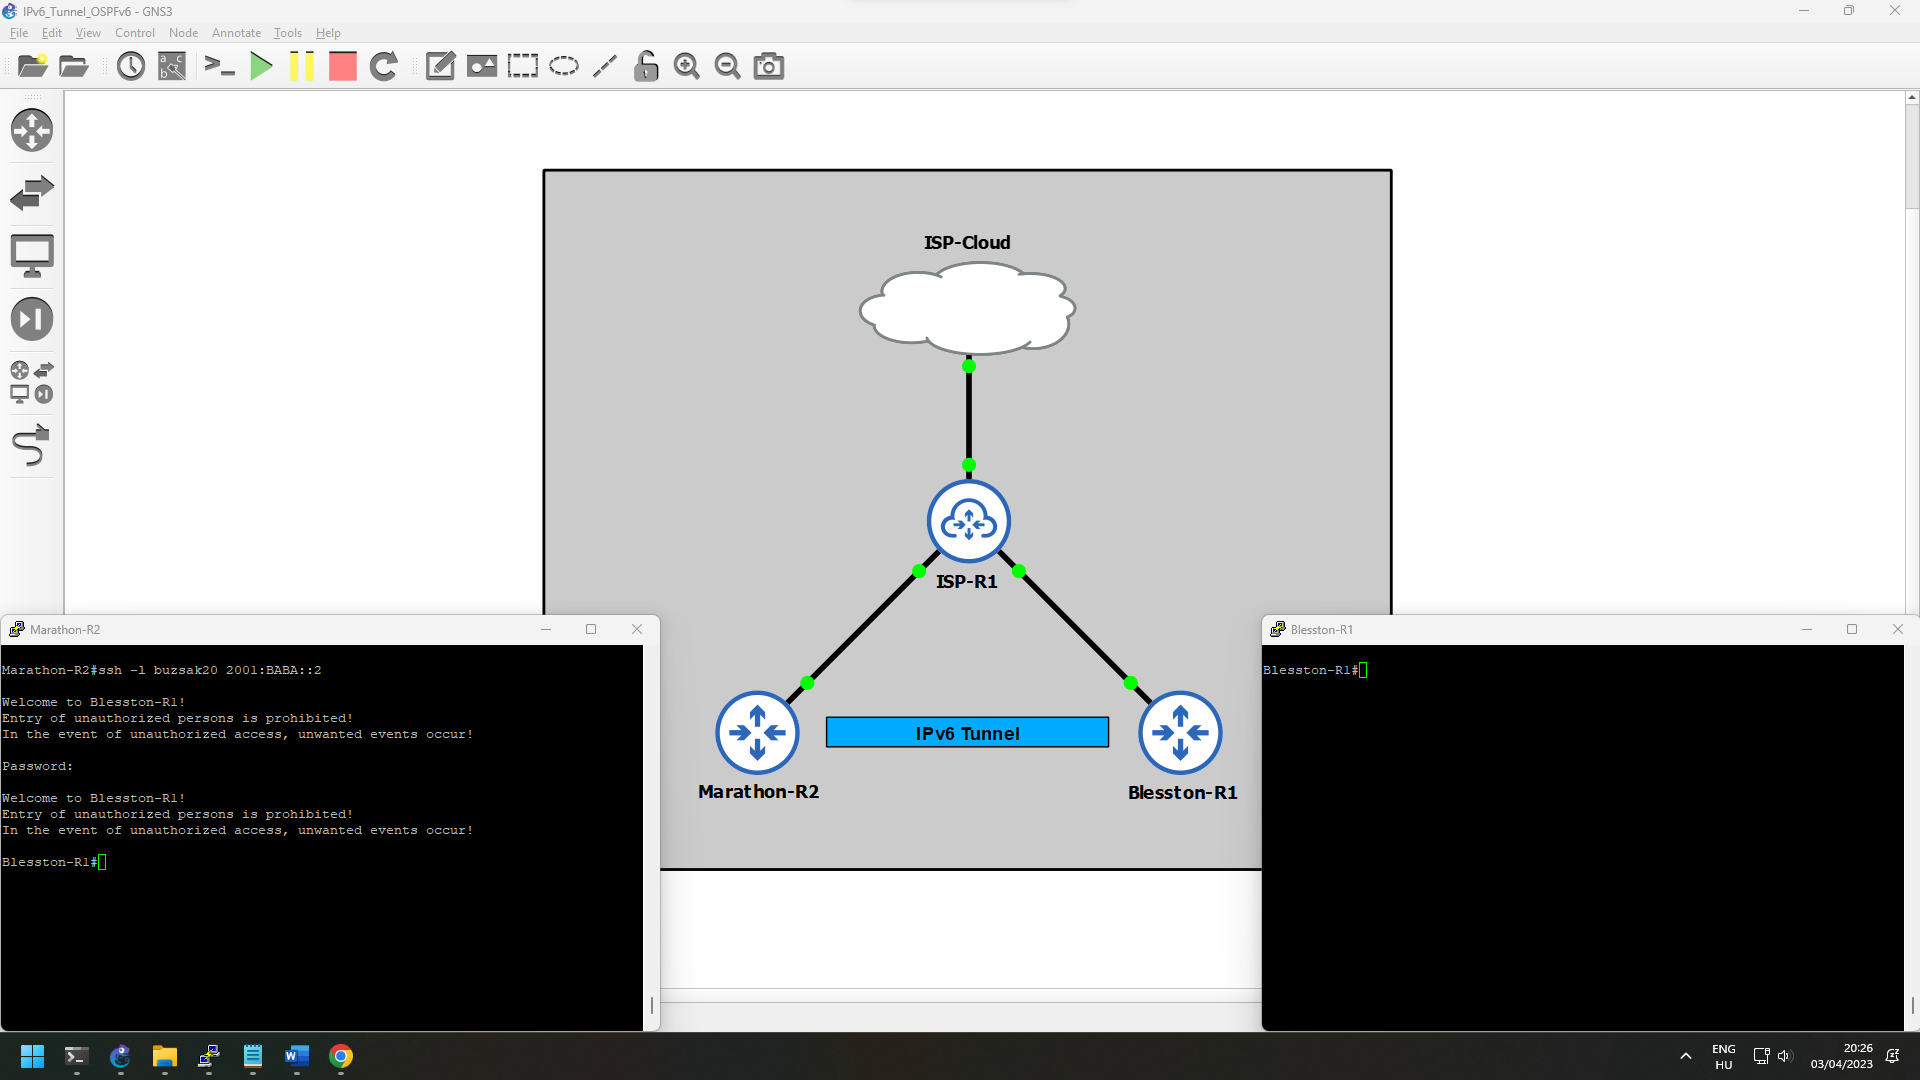 IPv6_Tunnel_OSPFv6 - GNS3
File Edit View Control Node Annotate Tools Help
ISP-Cloud
ISP-R1
IPv6 Tunnel
Marathon-R2
Blesston-R1
Marathon-R2
Marathon-R2#ssh -l buzsak20 2001:BABA::2
Welcome to Blesston-R1!
Entry of unauthorized persons is prohibited!
In the event of unauthorized access, unwanted events occur!
Password:
Welcome to Blesston-R1!
Entry of unauthorized persons is prohibited!
In the event of unauthorized access, unwanted events occur!
Blesston-R1#
Blesston-R1
Blesston-R1#
ENG
HU
20:26
03/04/2023